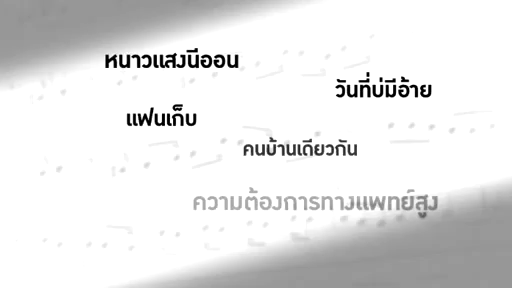 หนาวแสงนีออน
วันที่บ่มีอ้าย
แฟนเก็บ
คนบ้านเดียวกัน
ความต้องการทางแพทย์สูง